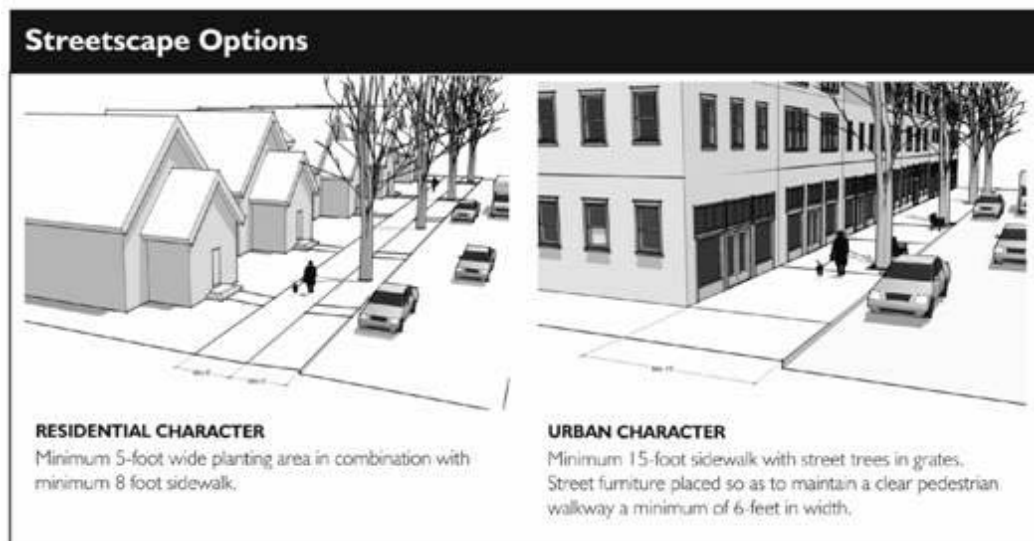 Streetscape Options
RESIDENTIAL CHARACTER
Minimum 5-foot wide planting area in combination with
minimum 8 foot sidewalk.
URBAN CHARACTER
Minimum 15-foot sidewalk with street trees in grates.
Street furniture placed so as to maintain a clear pedestrian
walkway a minimum of 6-feet in width.